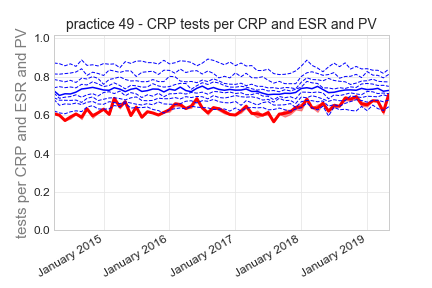 practice 49 - CRP tests per CRP and ESR and PV
tests per CRP and ESR and PV
1.0
0.8
0.6
0.4
0.2
0.0
January 2015
January 2016
January 2017
January 2018
January 2019